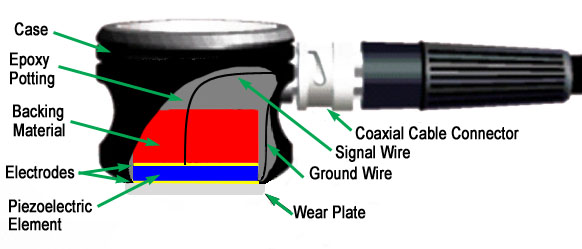 Case
Epoxy
Potting
Backing
Material
Electrodes
Piezoelectric
Element
Coaxial Cable Connector
Signal Wire
Ground Wire
Wear Plate